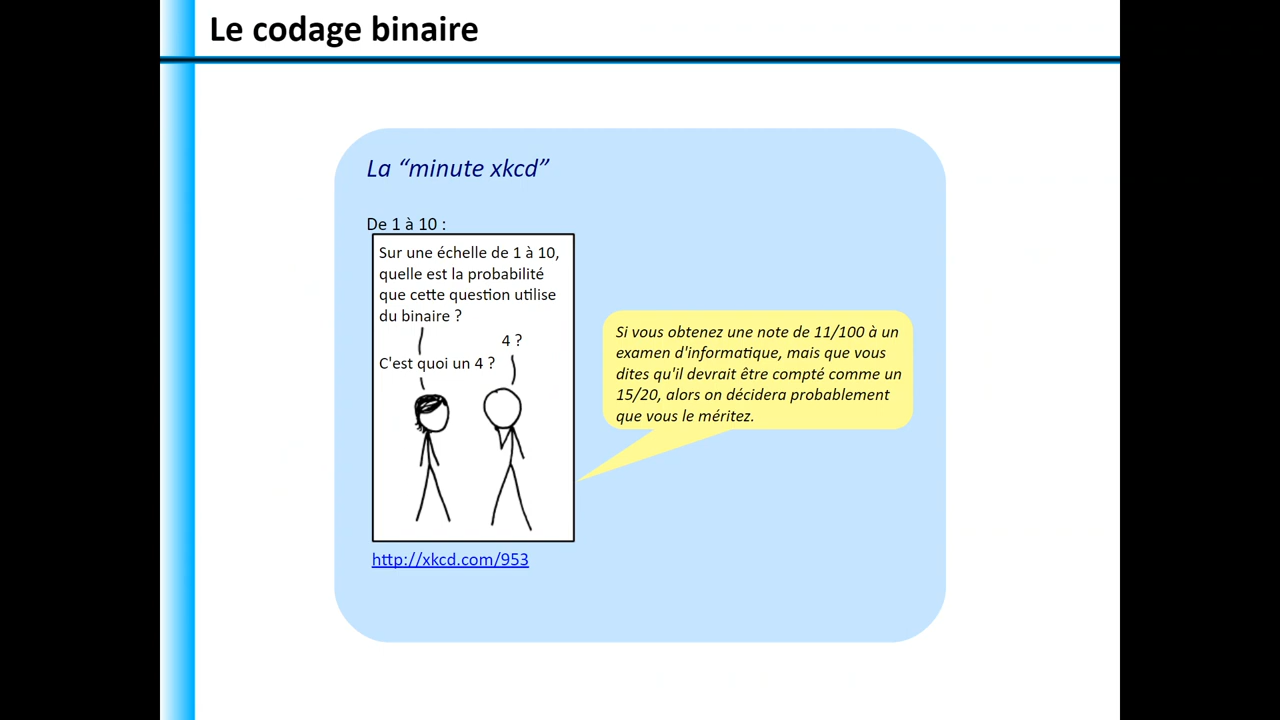 Le codage binaire
La “minute xkcd”
De 1 à 10 :
Sur une échelle de 1 à 10,
quelle est la probabilité
que cette question utilise
du binaire ?
4 ?
C'est quoi un 4 ?
Si vous obtenez une note de 11/100 à un
examen d'informatique, mais que vous
dites qu'il devrait être compté comme un
15/20, alors on décidera probablement
que vous le méritez.
http://xkcd.com/953